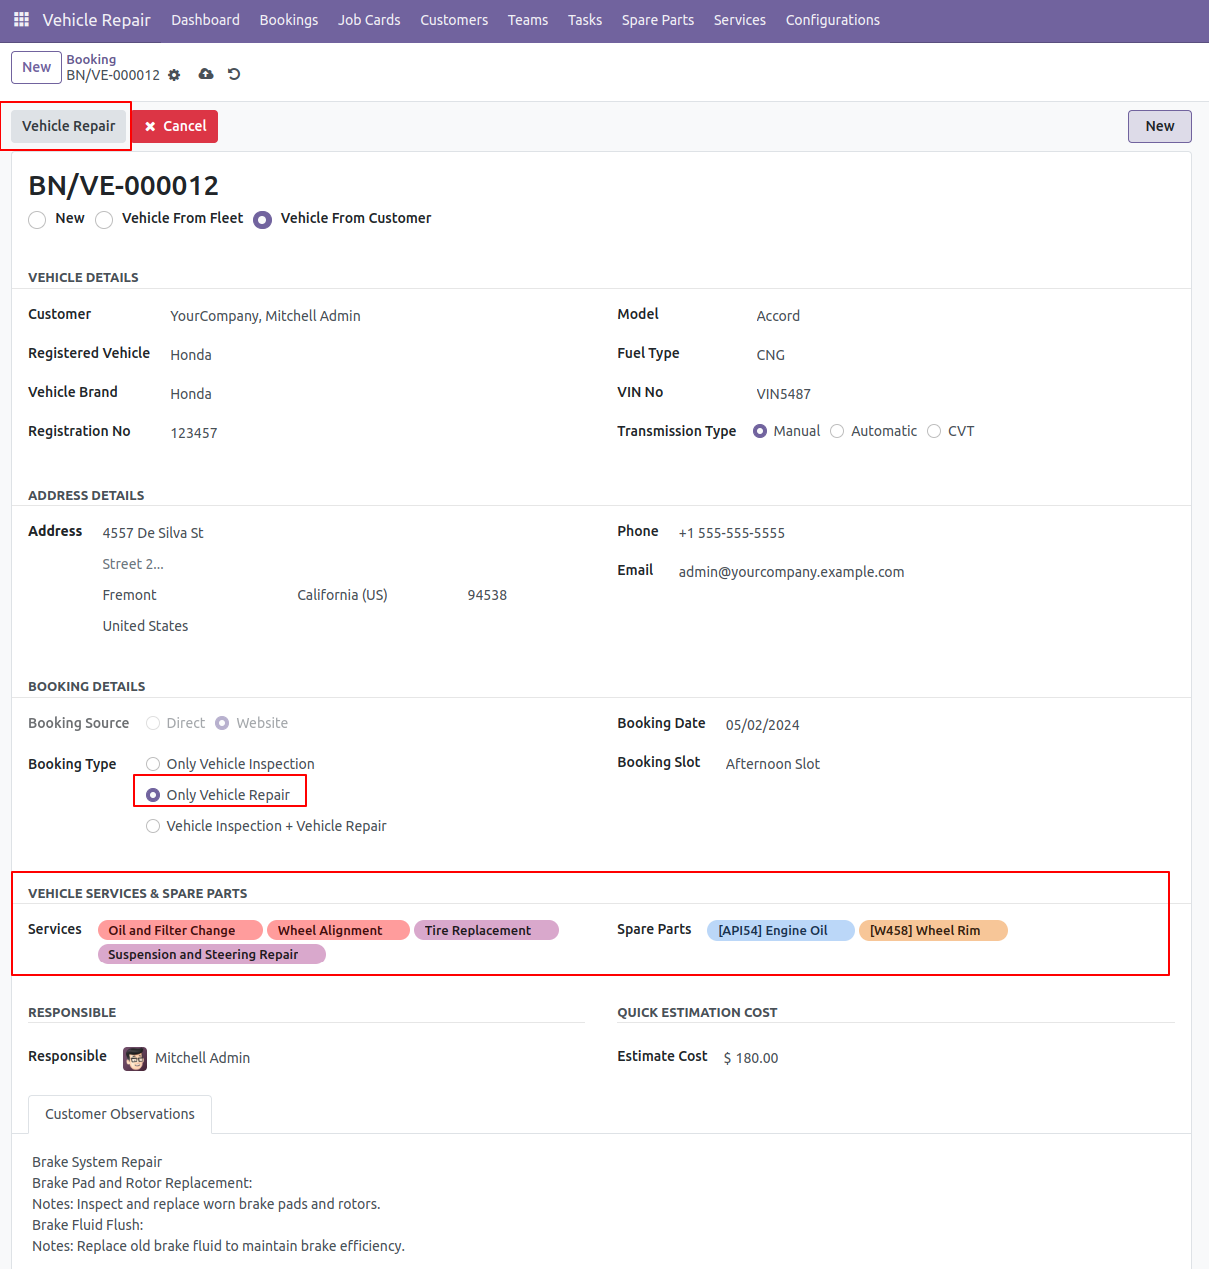 Vehicle Repair Dashboard Bookings Job Cards Customers Teams Tasks Spare Parts Services Configurations
New Booking
BN/VE-000012
Vehicle Repair Cancel New
BN/VE-000012
New Vehicle From Fleet Vehicle From Customer
VEHICLE DETAILS
Customer YourCompany, Mitchell Admin Model Accord
Registered Vehicle Honda Fuel Type CNG
Vehicle Brand Honda VIN No VIN5487
Registration No 123457 Transmission Type Manual Automatic CVT
ADDRESS DETAILS
Address 4557 De Silva St Phone +1 555-555-5555
Street 2...
Email admin@yourcompany.example.com
Fremont California (US) 94538
United States
BOOKING DETAILS
Booking Source Direct Website Booking Date 05/02/2024
Booking Type Only Vehicle Inspection Booking Slot Afternoon Slot
Only Vehicle Repair
Vehicle Inspection + Vehicle Repair
VEHICLE SERVICES & SPARE PARTS
Services Oil and Filter Change Wheel Alignment Tire Replacement Spare Parts [API54] Engine Oil [W458] Wheel Rim
Suspension and Steering Repair
RESPONSIBLE QUICK ESTIMATION COST
Responsible Mitchell Admin Estimate Cost $ 180.00
Customer Observations
Brake System Repair
Brake Pad and Rotor Replacement:
Notes: Inspect and replace worn brake pads and rotors.
Brake Fluid Flush:
Notes: Replace old brake fluid to maintain brake efficiency.